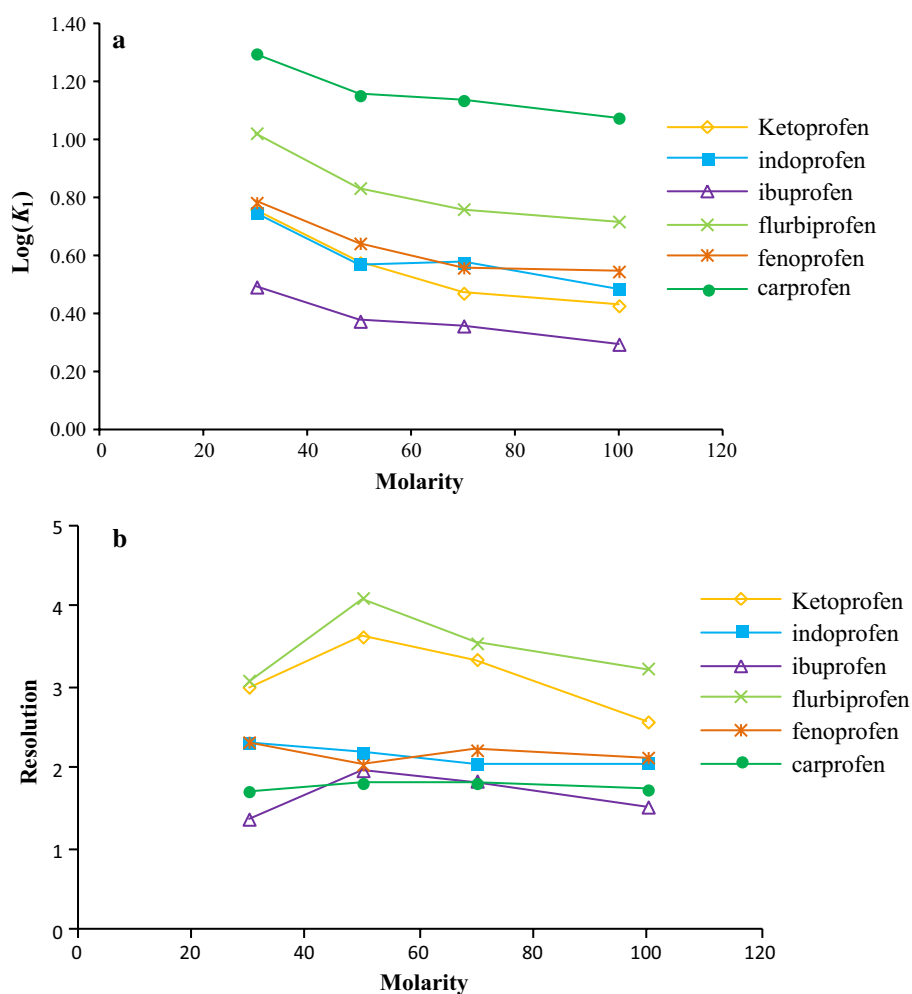 a
1.40
1.20
1.00
0.80
0.60
0.40
0.20
0.00
Log(K1)
0 20 40 60 80 100 120
Molarity
Ketoprofen
indoprofen
ibuprofen
flurbiprofen
fenoprofen
carprofen
b
5
4
3
2
1
0
Resolution
0 20 40 60 80 100 120
Molarity
Ketoprofen
indoprofen
ibuprofen
flurbiprofen
fenoprofen
carprofen